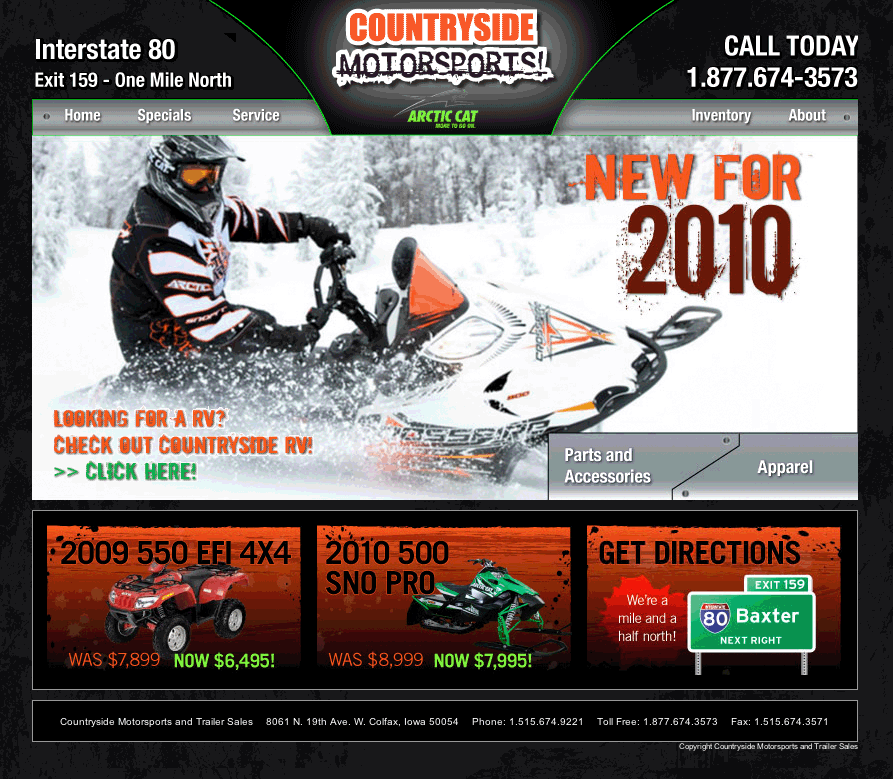 Interstate 80
Exit 159 - One Mile North
COUNTRYSIDE
MOTORSPORTS!
ARCTIC CAT
MORE TO GO ON.
CALL TODAY
1.877.674-3573
Home Specials Service Inventory About
NEW FOR
2010
ARCTIC
CROSSFIRE
800
LOOKING FOR A RV?
CHECK OUT COUNTRYSIDE RV!
>> CLICK HERE!
Parts and
Accessories
Apparel
2009 550 EFI 4X4
WAS $7,899 NOW $6,495!
2010 500
SNO PRO
WAS $8,999 NOW $7,995!
GET DIRECTIONS
We're a
mile and a
half north!
EXIT 159
INTERSTATE
80
Baxter
NEXT RIGHT
Countryside Motorsports and Trailer Sales 8061 N. 19th Ave. W. Colfax, Iowa 50054 Phone: 1.515.674.9221 Toll Free: 1.877.674.3573 Fax: 1.515.674.3571
Copyright Countryside Motorsports and Trailer Sales